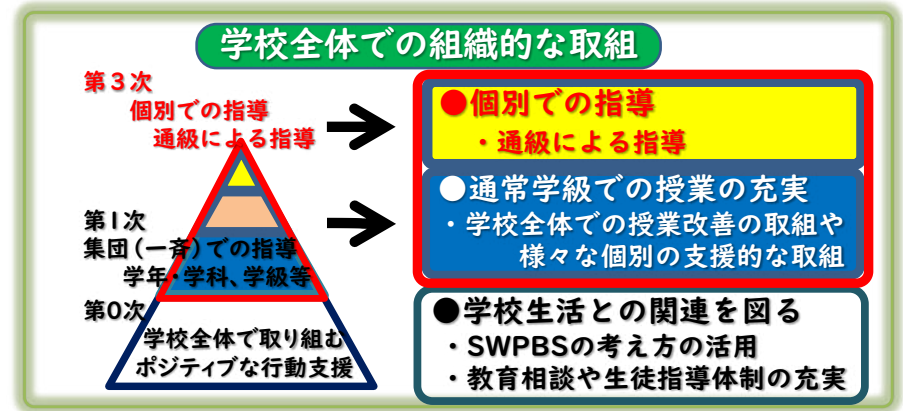 学校全体での組織的な取組
第３次
個別での指導
通級による指導
第１次
集団（一斉）での指導
学年・学科、学級等
第０次
学校全体で取り組む
ポジティブな行動支援
●個別での指導
・通級による指導
○通常学級での授業の充実
・学校全体での授業改善の取組や
様々な個別の支援的な取組
●学校生活との関連を図る
・SWPBSの考え方の活用
・教育相談や生徒指導体制の充実